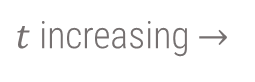 t increasing →